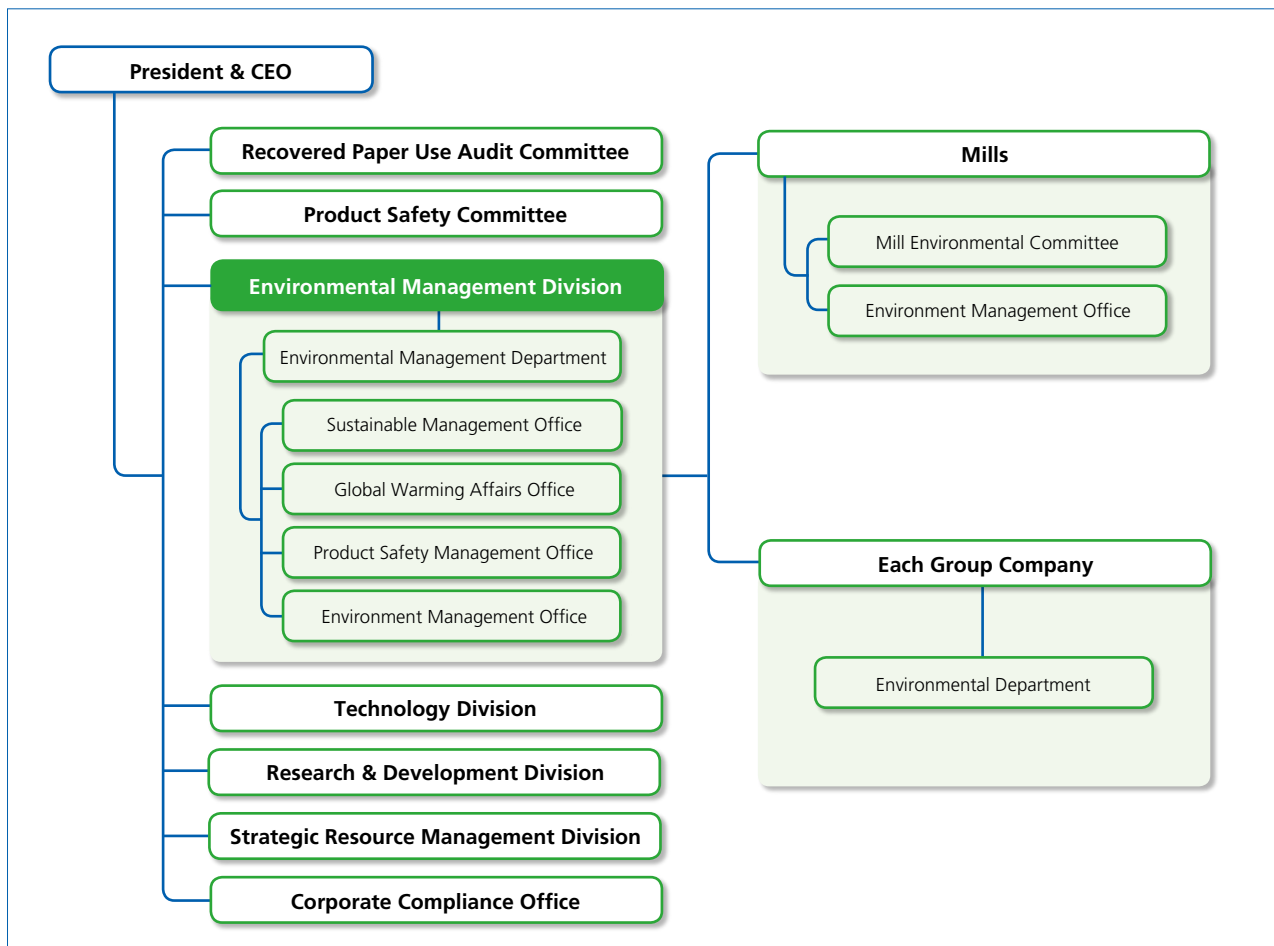 President & CEO
Recovered Paper Use Audit Committee
Product Safety Committee
Environmental Management Division
Environmental Management Department
Sustainable Management Office
Global Warming Affairs Office
Product Safety Management Office
Environment Management Office
Technology Division
Research & Development Division
Strategic Resource Management Division
Corporate Compliance Office
Mills
Mill Environmental Committee
Environment Management Office
Each Group Company
Environmental Department